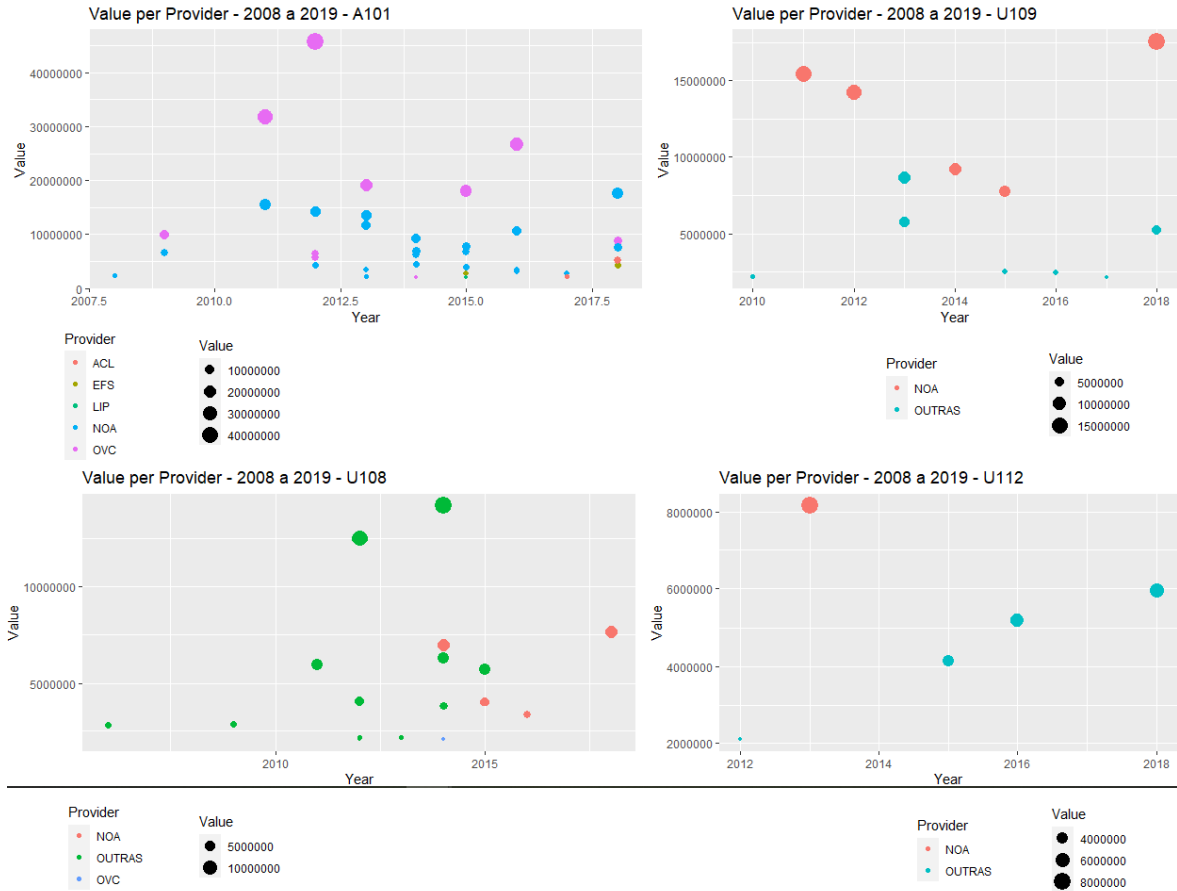 Value per Provider - 2008 a 2019 - A101
Value
40000000
30000000
20000000
10000000
0
2007.5 2010.0 2012.5 2015.0 2017.5
Year
Provider
ACL
EFS
LIP
NOA
OVC
Value
10000000
20000000
30000000
40000000
Value per Provider - 2008 a 2019 - U109
Value
15000000
10000000
5000000
2010 2012 2014 2016 2018
Year
Provider
NOA
OUTRAS
Value
5000000
10000000
15000000
Value per Provider - 2008 a 2019 - U108
Value
10000000
5000000
2010 2015
Year
Provider
NOA
OUTRAS
OVC
Value
5000000
10000000
Value per Provider - 2008 a 2019 - U112
Value
8000000
6000000
4000000
2000000
2012 2014 2016 2018
Year
Provider
NOA
OUTRAS
Value
4000000
6000000
8000000